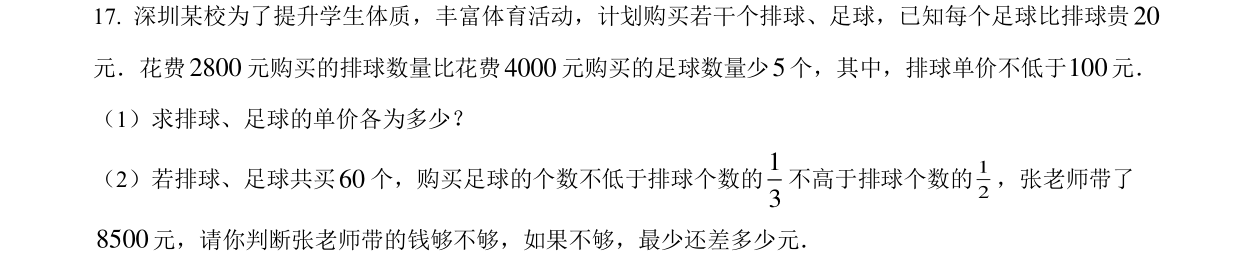 17. 深圳某校为了提升学生体质，丰富体育活动，计划购买若干个排球、足球，已知每个足球比排球贵20
元．花费2800元购买的排球数量比花费4000元购买的足球数量少5个，其中，排球单价不低于100元．
（1）求排球、足球的单价各为多少？
（2）若排球、足球共买60个，购买足球的个数不低于排球个数的1/3不高于排球个数的1/2，张老师带了
8500元，请你判断张老师带的钱够不够，如果不够，最少还差多少元．